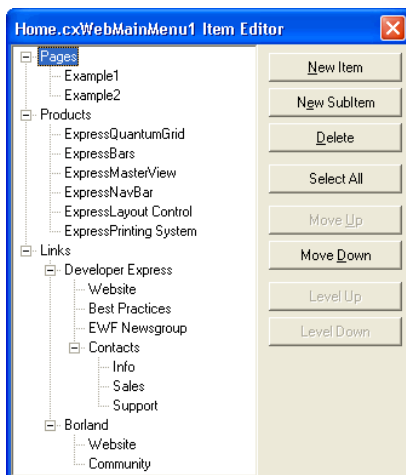 Home.cxWebMainMenu1 Item Editor
Pages
Example1
Example2
Products
ExpressQuantumGrid
ExpressBars
ExpressMasterView
ExpressNavBar
ExpressLayout Control
ExpressPrinting System
Links
Developer Express
Website
Best Practices
EWF Newsgroup
Contacts
Info
Sales
Support
Borland
Website
Community
New Item
New SubItem
Delete
Select All
Move Up
Move Down
Level Up
Level Down